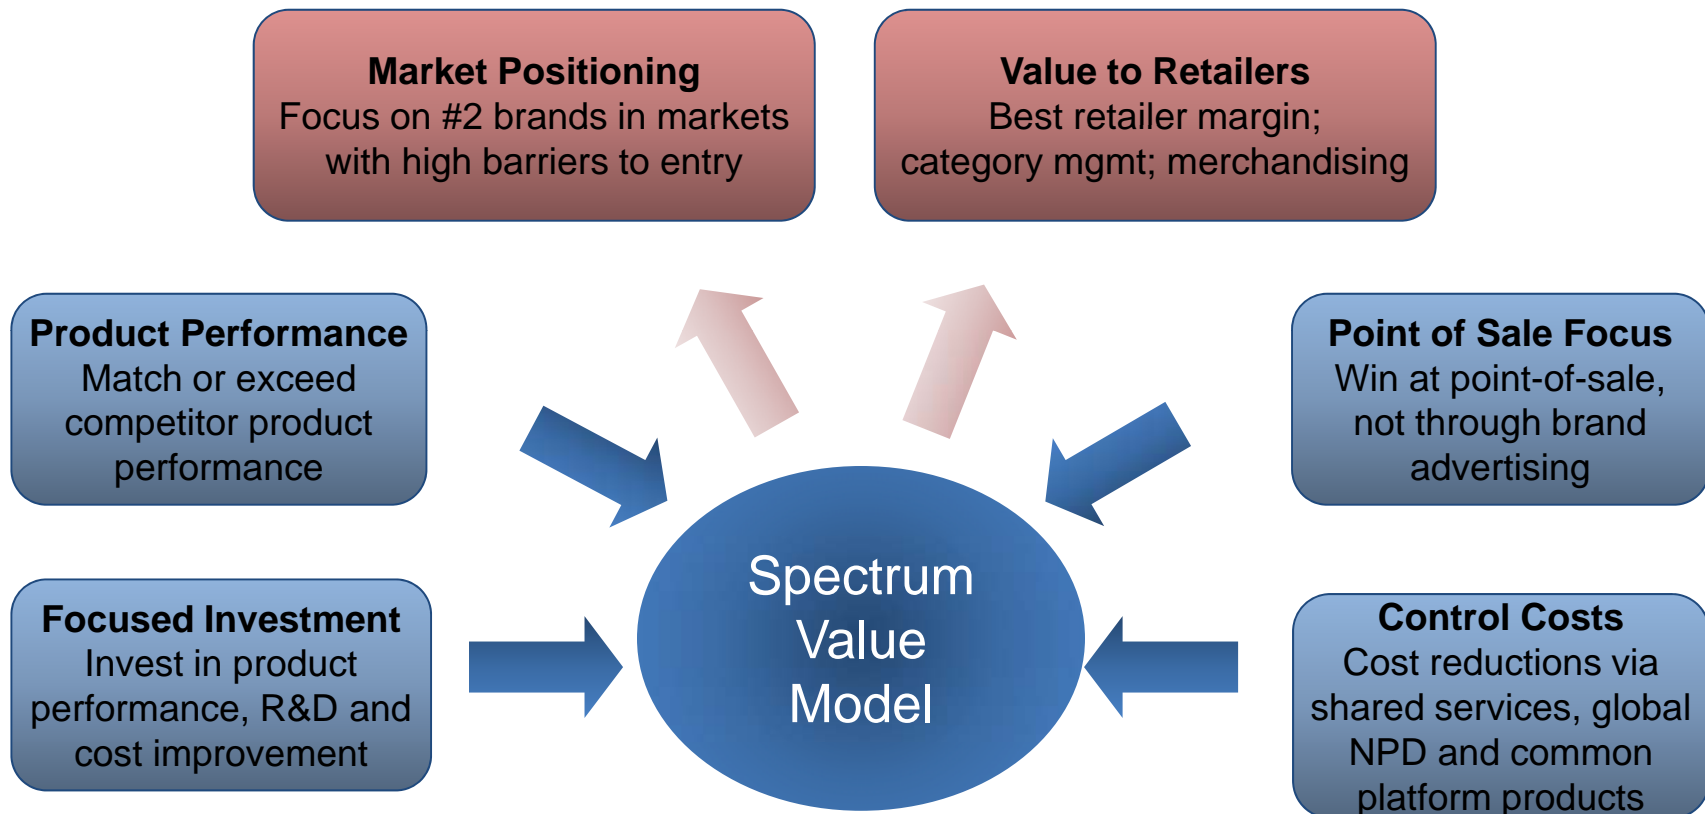 Market Positioning
Focus on #2 brands in markets
with high barriers to entry
Value to Retailers
Best retailer margin;
category mgmt; merchandising
Product Performance
Match or exceed
competitor product
performance
Point of Sale Focus
Win at point-of-sale,
not through brand
advertising
Focused Investment
Invest in product
performance, R&D and
cost improvement
Spectrum
Value
Model
Control Costs
Cost reductions via
shared services, global
NPD and common
platform products